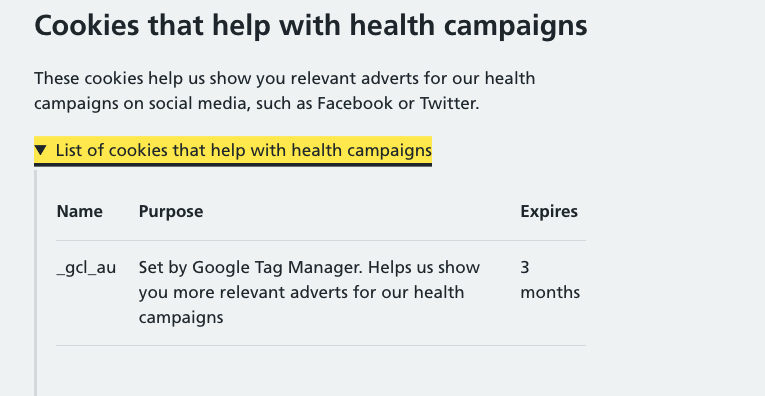 Cookies that help with health campaigns
These cookies help us show you relevant adverts for our health
campaigns on social media, such as Facebook or Twitter.
▼ List of cookies that help with health campaigns
Name Purpose Expires
_gcl_au Set by Google Tag Manager. Helps us show 3
you more relevant adverts for our health months
campaigns